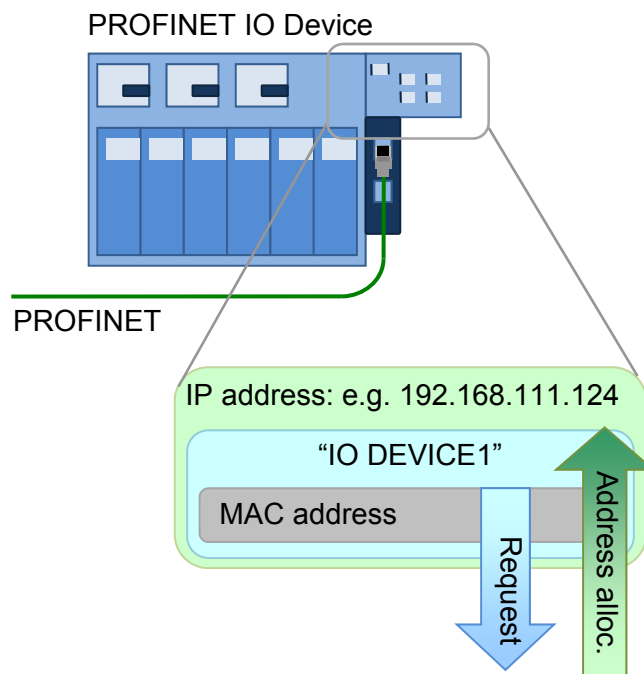 PROFINET IO Device
PROFINET
IP address: e.g. 192.168.111.124
“IO DEVICE1”
MAC address
Request
Address alloc.